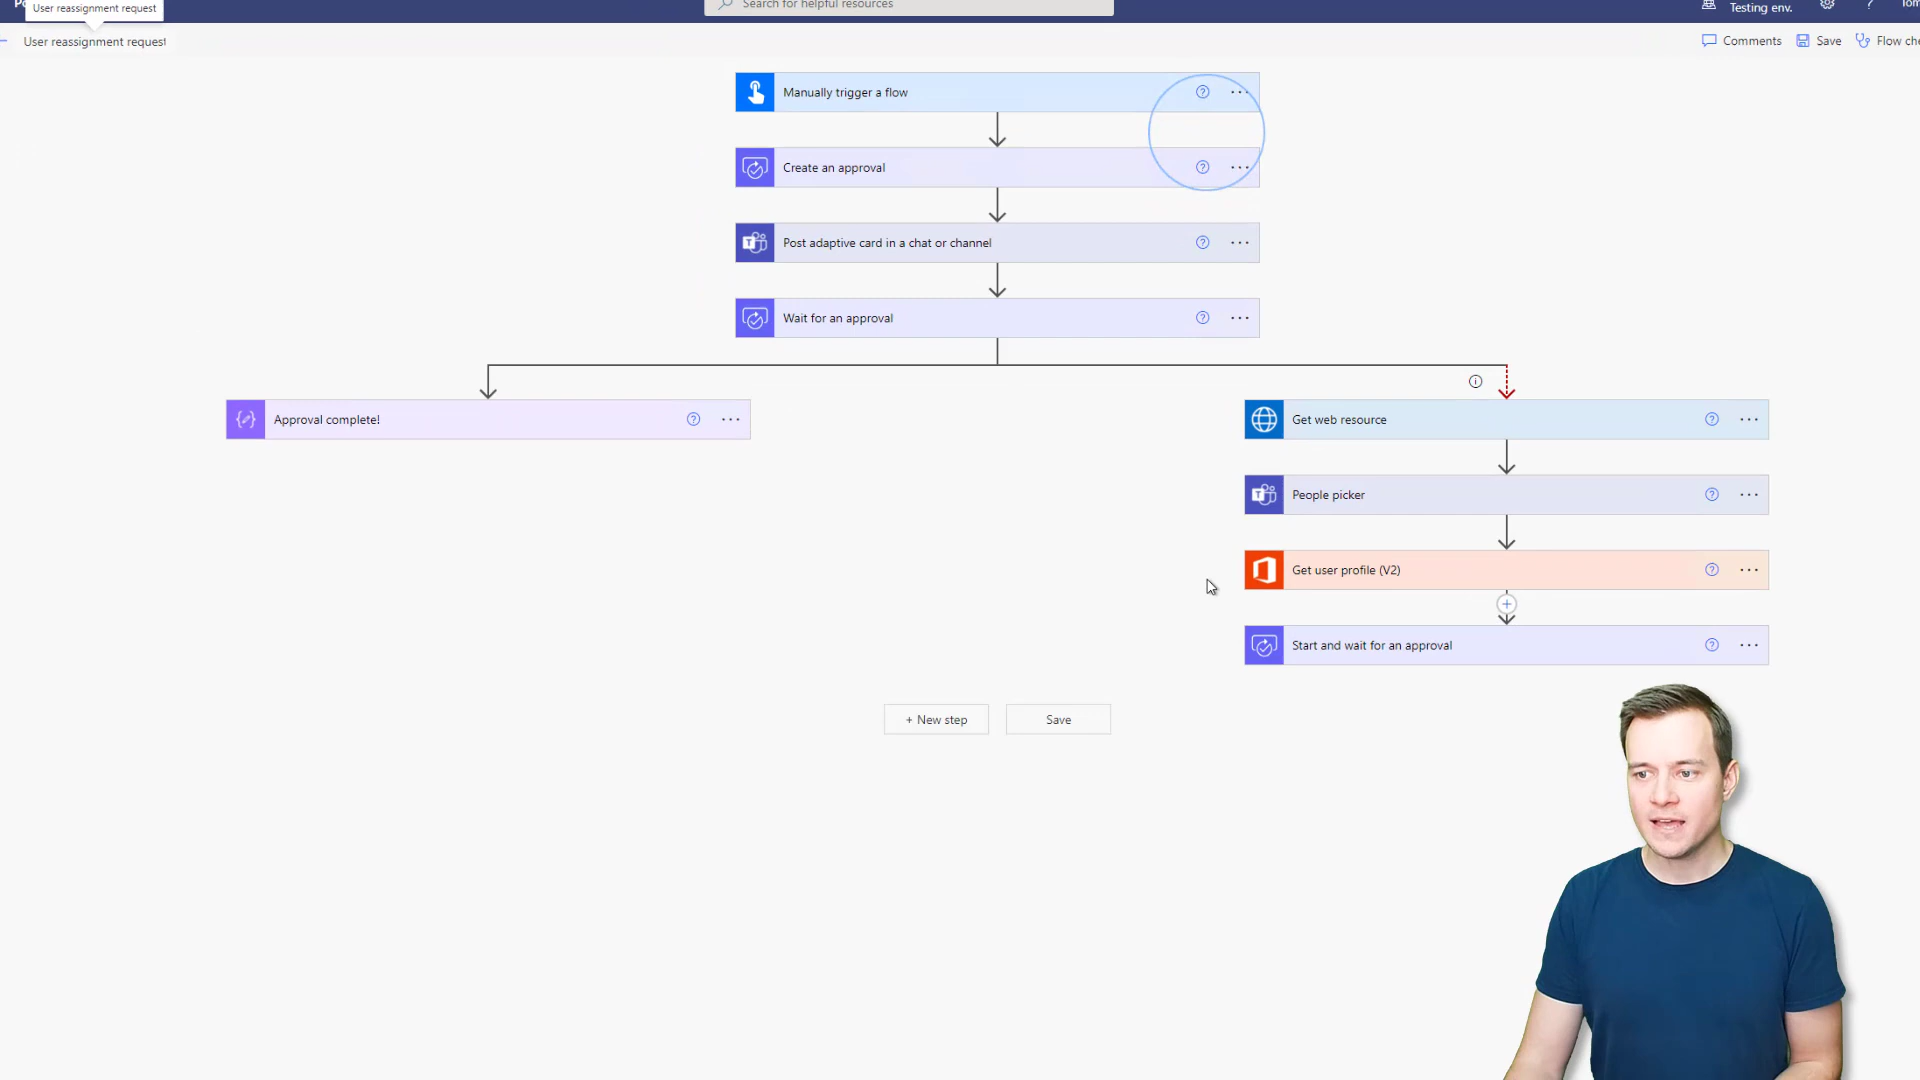 User reassignment request
Search for helpful resources
Testing env.
User reassignment request
Comments
Save
Flow che
Manually trigger a flow
Create an approval
Post adaptive card in a chat or channel
Wait for an approval
Approval complete!
Get web resource
People picker
Get user profile (V2)
Start and wait for an approval
+ New step
Save